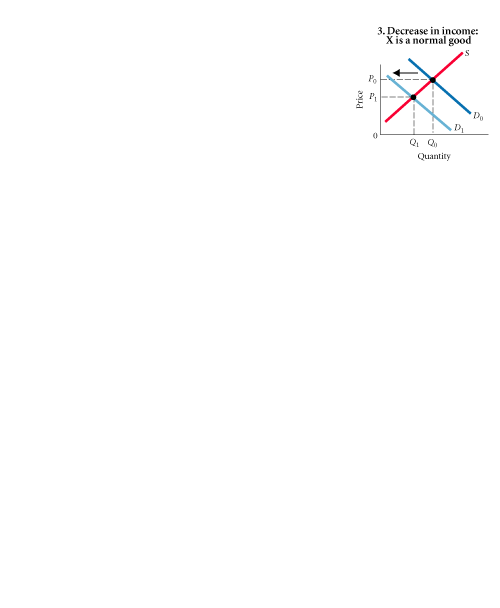 3. Decrease in income:
X is a normal good
S
P0
P1
Price
D0
D1
0
Q1 Q0
Quantity